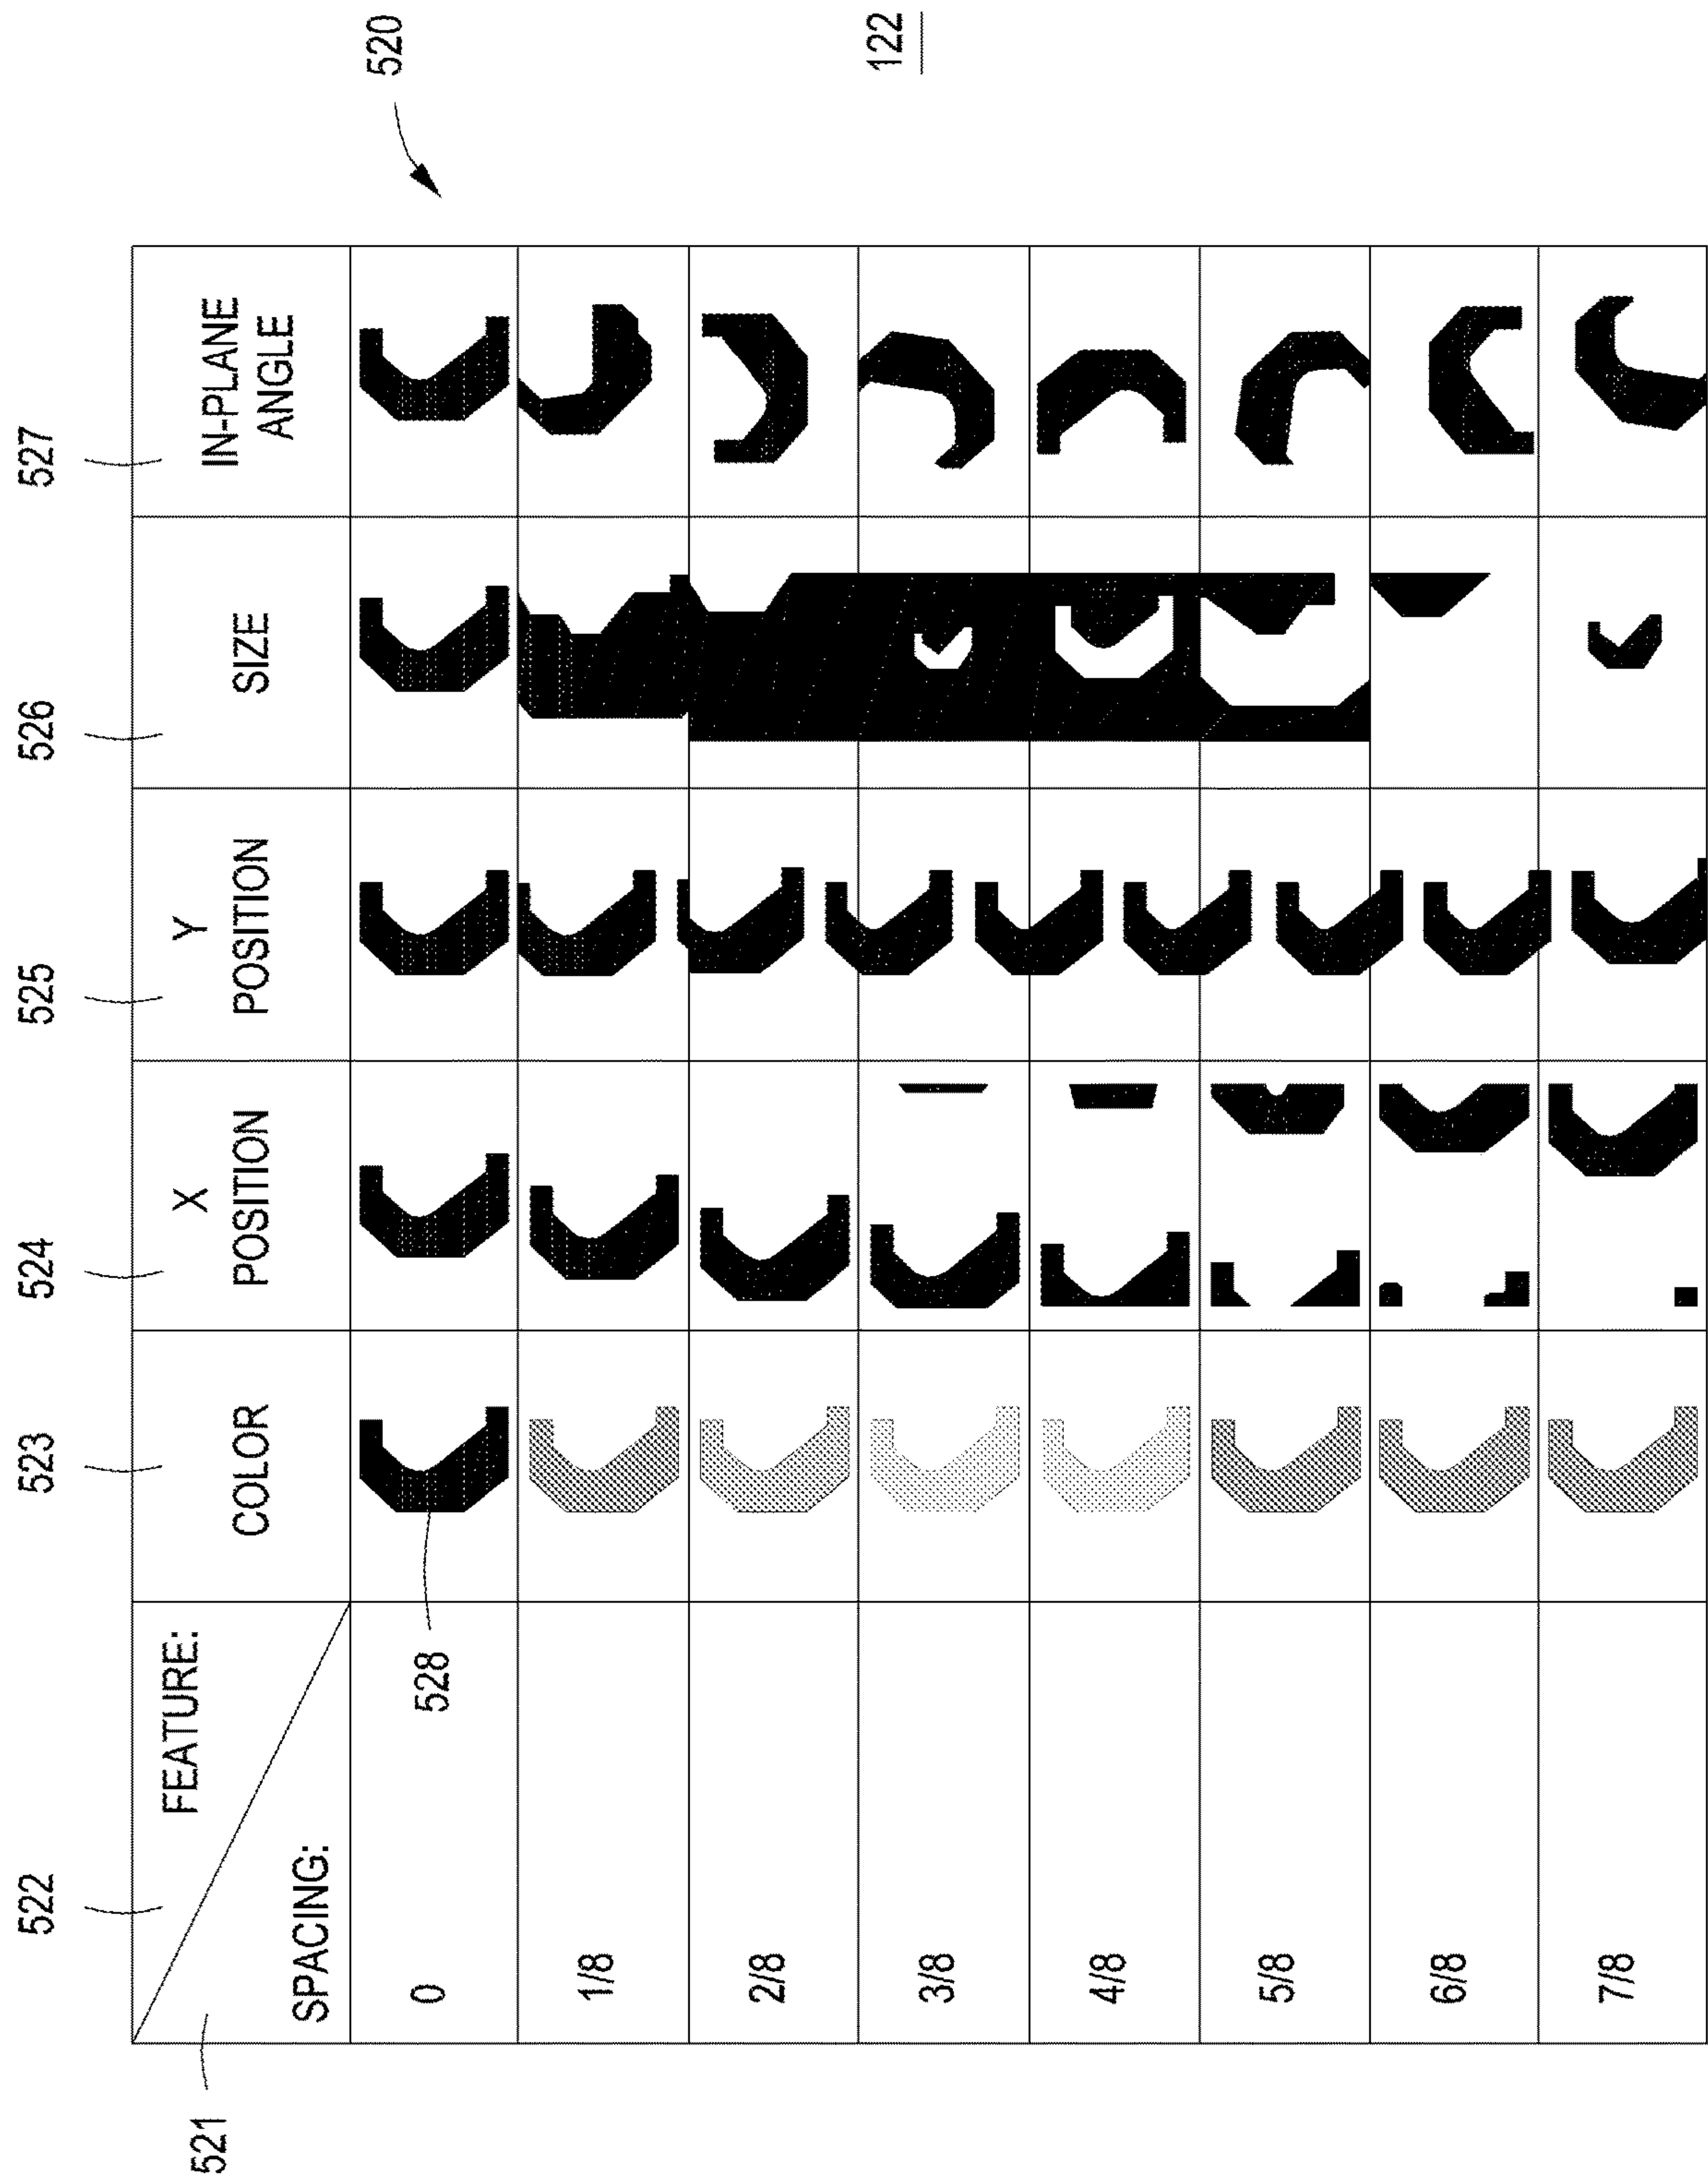 520
122
521
522
523
524
525
526
527
FEATURE:
SPACING:
COLOR
X
POSITION
Y
POSITION
SIZE
IN-PLANE
ANGLE
0
1/8
2/8
3/8
4/8
5/8
6/8
7/8
528